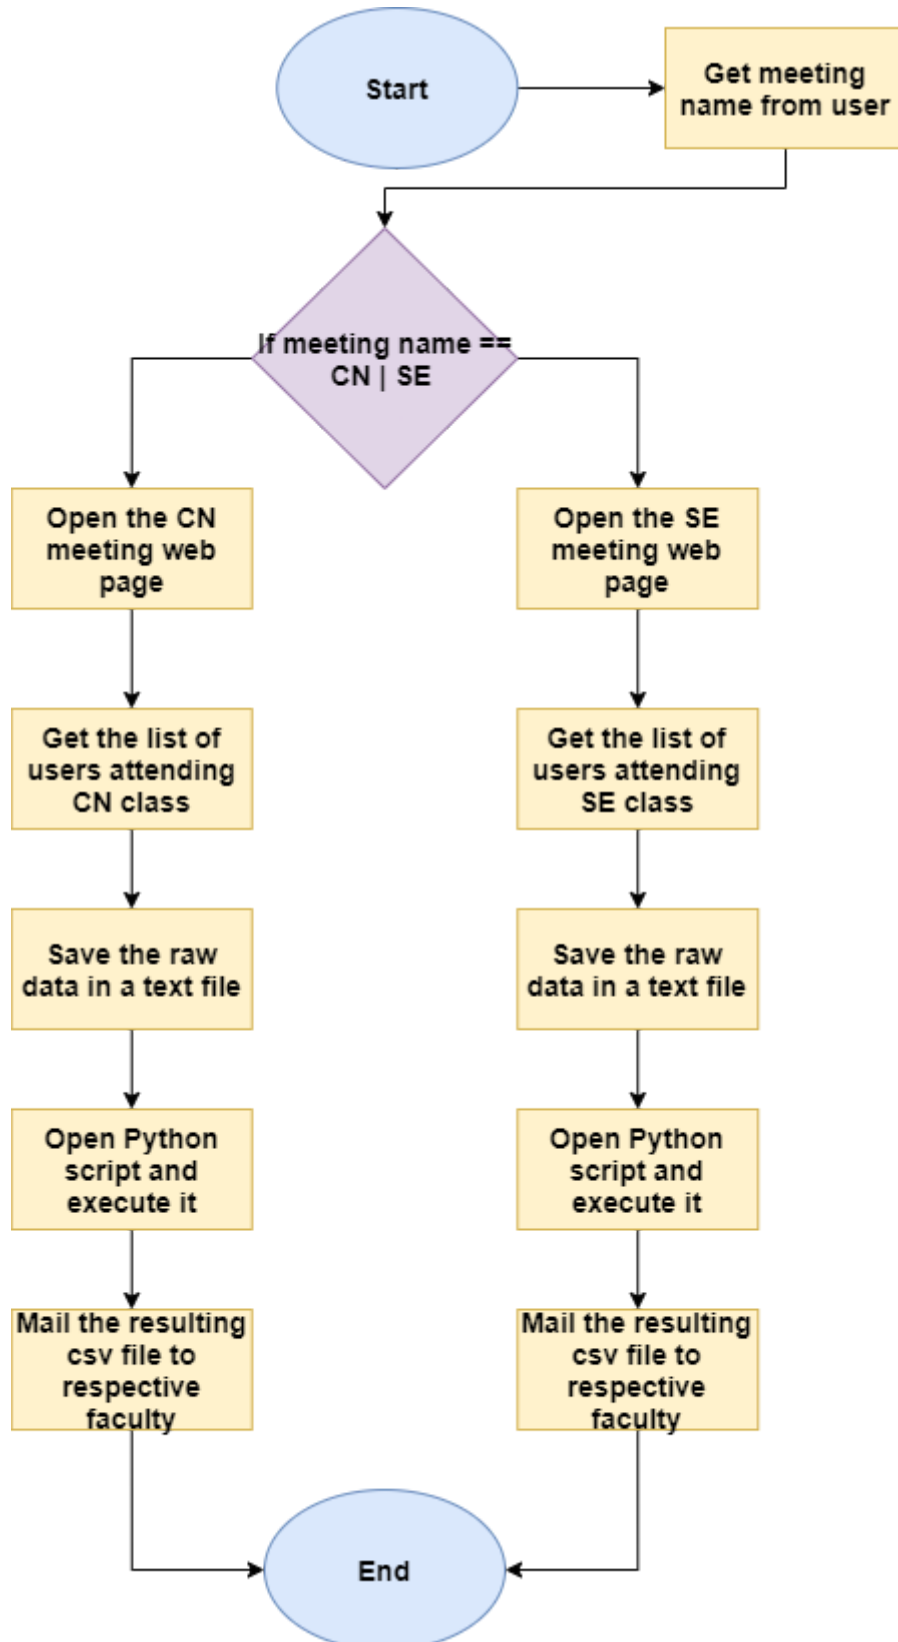 Start
Get meeting
name from user
If meeting name ==
CN | SE
Open the CN
meeting web
page
Open the SE
meeting web
page
Get the list of
users attending
CN class
Get the list of
users attending
SE class
Save the raw
data in a text file
Save the raw
data in a text file
Open Python
script and
execute it
Open Python
script and
execute it
Mail the resulting
csv file to
respective
faculty
Mail the resulting
csv file to
respective
faculty
End